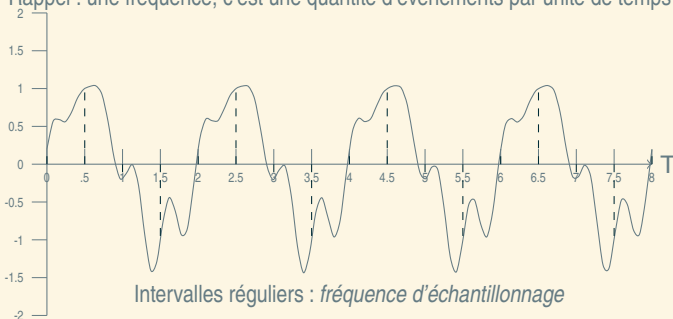 Rappel : une fréquence, c'est une quantité d'évènements par unité de temps
2
1.5
1
0.5
0
-0.5
-1
-1.5
-2
0 .5 1 1.5 2 2.5 3 3.5 4 4.5 5 5.5 6 6.5 7 7.5 8
T
Intervalles réguliers : fréquence d'échantillonnage